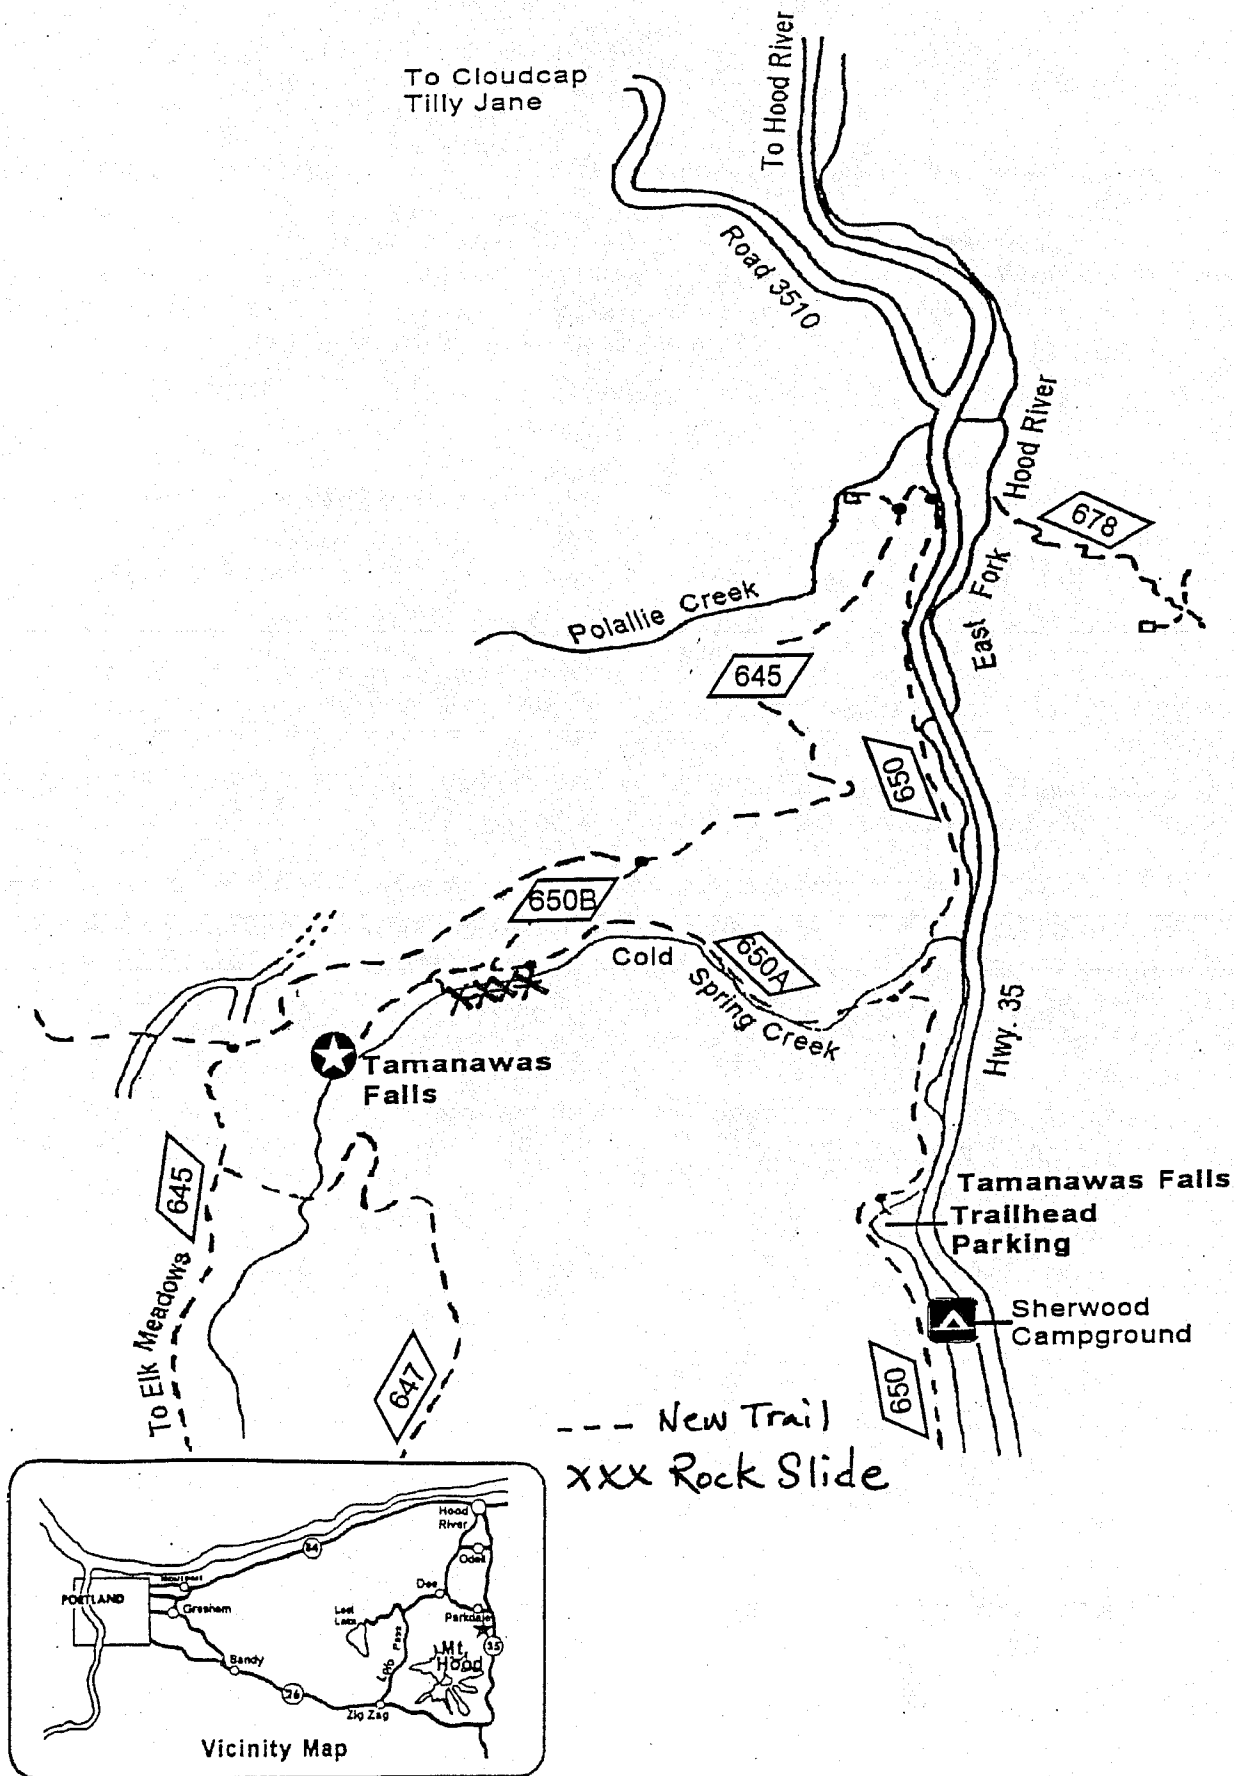 To Cloudcap
Tilly Jane
To Hood River
Road 3510
Hood River
East Fork
678
Polallie Creek
645
650
650B
Cold
Spring Creek
650A
Hwy. 35
Tamanawas
Falls
645
To Elk Meadows
647
Tamanawas Falls
Trailhead
Parking
Sherwood
Campground
650
--- New Trail
xxx Rock Slide
Hood
River
84
Odell
Dee
PORTLAND
Gresham
Lost
Lake
Parkdale
Lolo Pass
35
Mt.
Hood
Sandy
26
Zig Zag
Vicinity Map